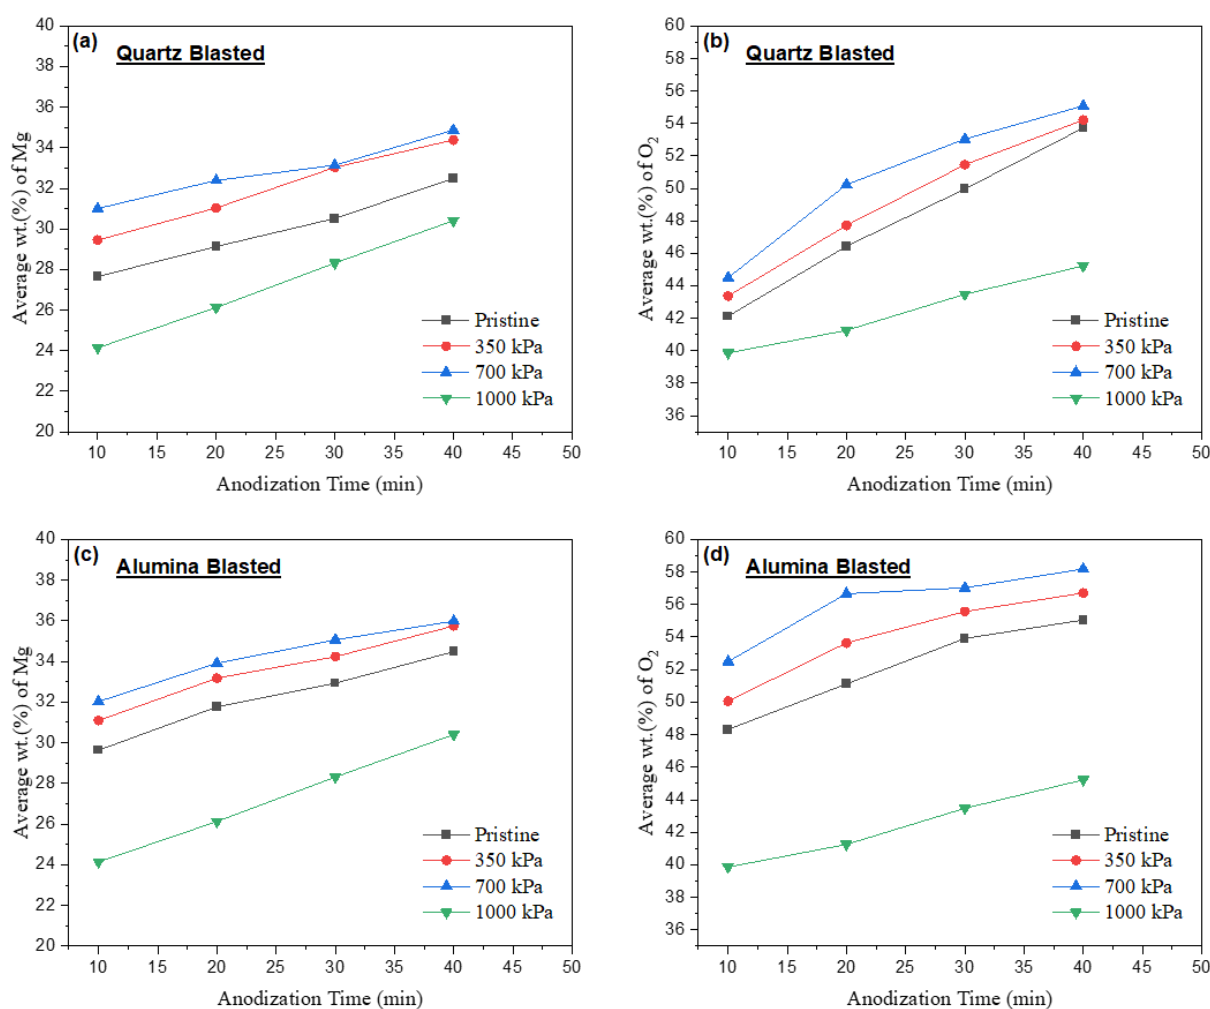 (a)
Quartz Blasted
Average wt.(%) of Mg
40
38
36
34
32
30
28
26
24
22
20
Pristine
350 kPa
700 kPa
1000 kPa
10 15 20 25 30 35 40 45 50
Anodization Time (min)
(b)
Quartz Blasted
Average wt.(%) of O2
60
58
56
54
52
50
48
46
44
42
40
38
36
Pristine
350 kPa
700 kPa
1000 kPa
10 15 20 25 30 35 40 45 50
Anodization Time (min)
(c)
Alumina Blasted
Average wt.(%) of Mg
40
38
36
34
32
30
28
26
24
22
20
Pristine
350 kPa
700 kPa
1000 kPa
10 15 20 25 30 35 40 45 50
Anodization Time (min)
(d)
Alumina Blasted
Average wt.(%) of O2
60
58
56
54
52
50
48
46
44
42
40
38
36
Pristine
350 kPa
700 kPa
1000 kPa
10 15 20 25 30 35 40 45 50
Anodization Time (min)